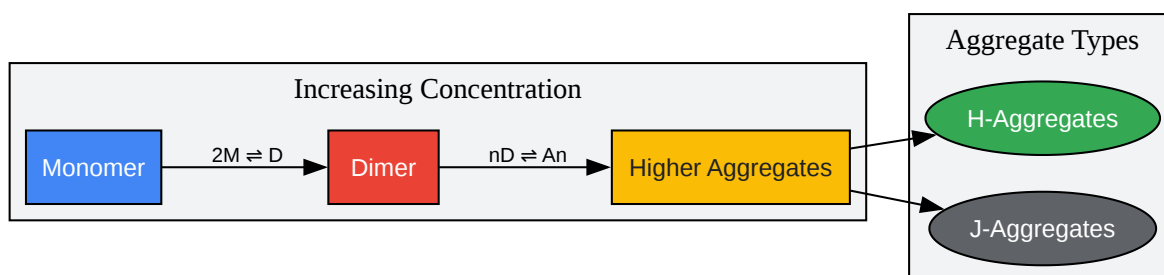 Increasing Concentration
Monomer
2M ⇌ D
Dimer
nD ⇌ An
Higher Aggregates
Aggregate Types
H-Aggregates
J-Aggregates